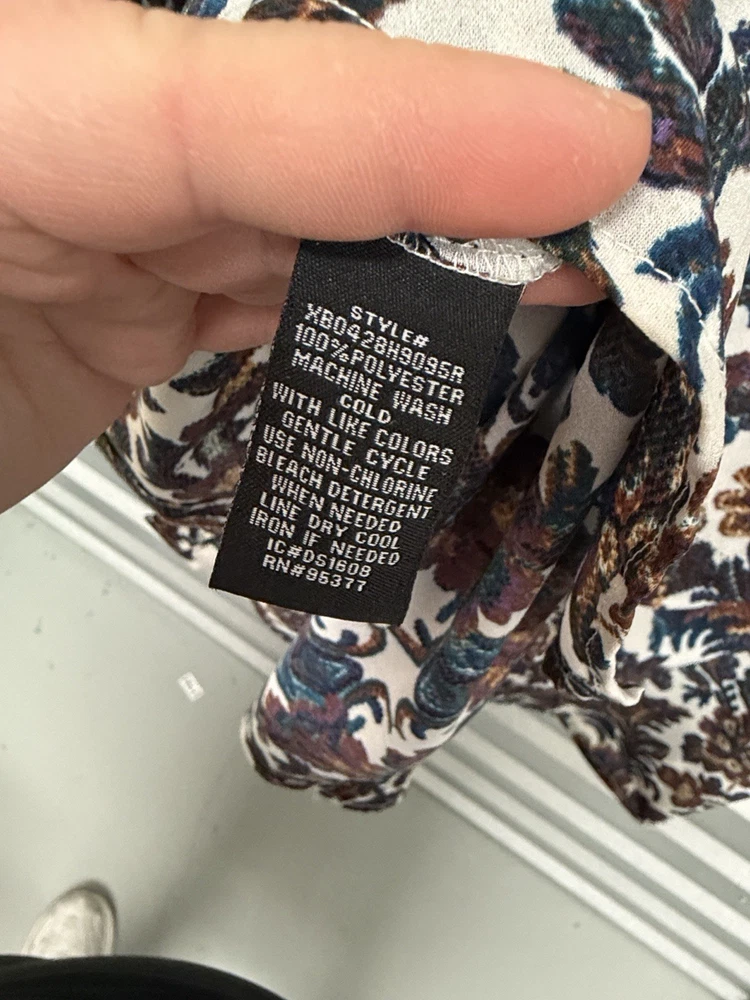 STYLE#
XB0428H9095R
100%POLYESTER
MACHINE WASH
COLD
WITH LIKE COLORS
GENTLE CYCLE
USE NON-CHLORINE
BLEACH DETERGENT
WHEN NEEDED
LINE DRY COOL
IRON IF NEEDED
IC#DS1608
RN#95377